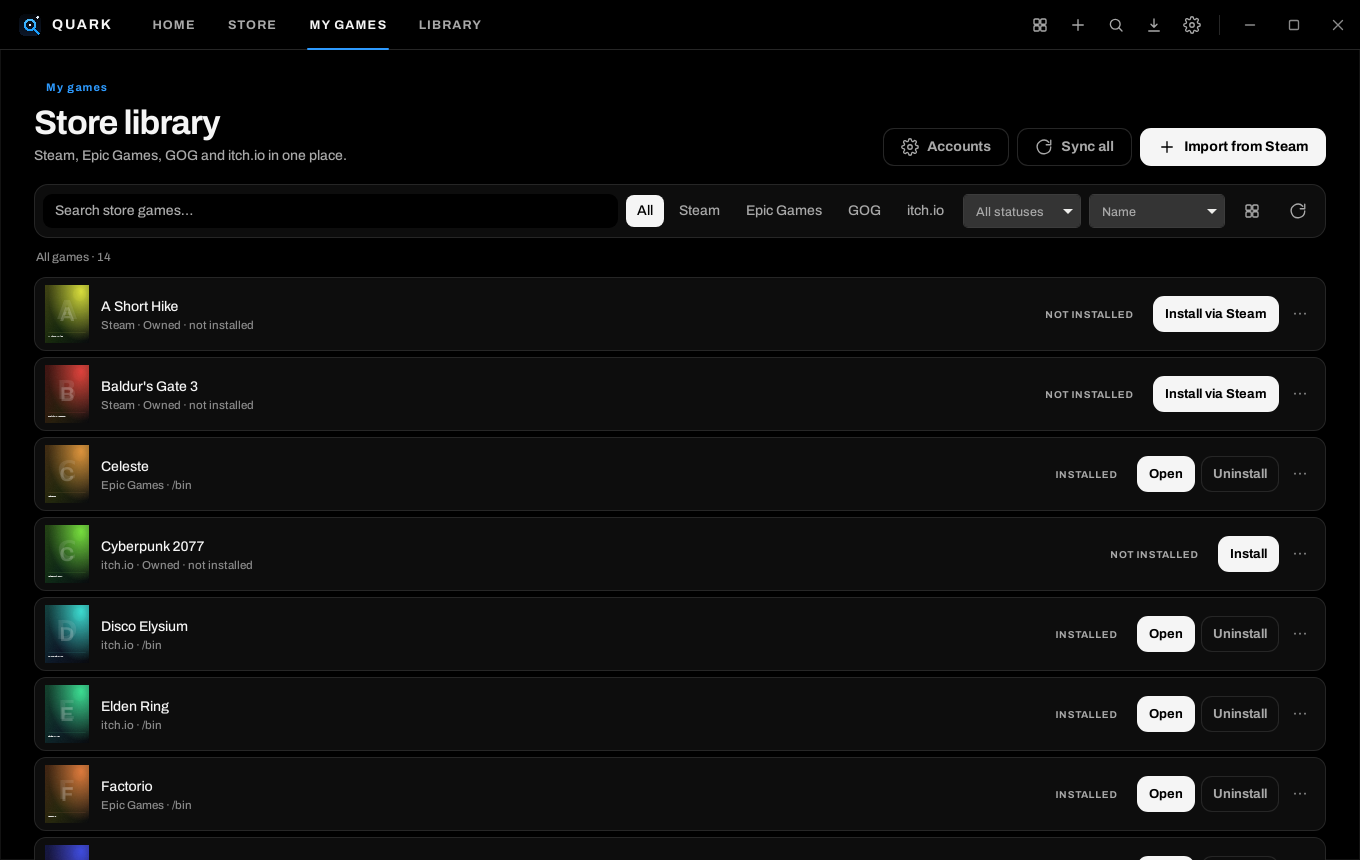 QUARK HOME STORE MY GAMES LIBRARY
My games
Store library
Steam, Epic Games, GOG and itch.io in one place.
Accounts Sync all Import from Steam
Search store games... All Steam Epic Games GOG itch.io All statuses Name
All games · 14
A
A Short Hike
Steam · Owned · not installed
NOT INSTALLED Install via Steam
B
Baldur's Gate 3
Steam · Owned · not installed
NOT INSTALLED Install via Steam
C
Celeste
Epic Games · /bin
INSTALLED Open Uninstall
C
Cyberpunk 2077
itch.io · Owned · not installed
NOT INSTALLED Install
D
Disco Elysium
itch.io · /bin
INSTALLED Open Uninstall
E
Elden Ring
itch.io · /bin
INSTALLED Open Uninstall
F
Factorio
Epic Games · /bin
INSTALLED Open Uninstall